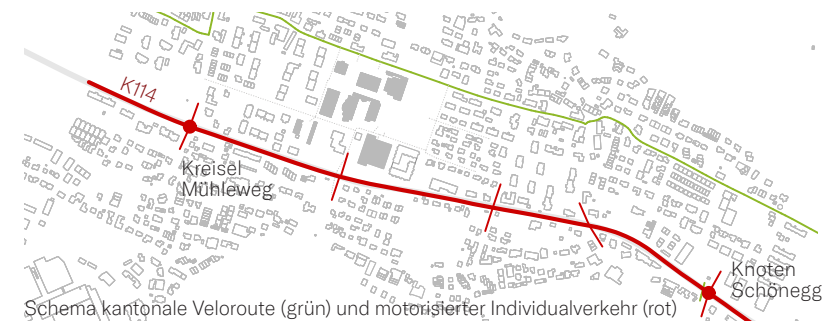 K114
Kreisel
Mühleweg
Knoten
Schönegg
Schema kantonale Veloroute (grün) und motorisierter Individualverkehr (rot)